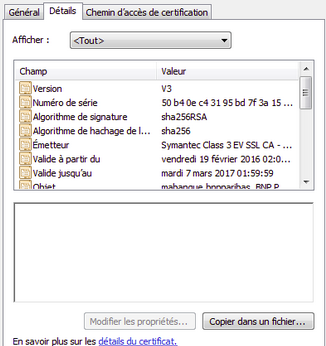 Général Détails Chemin d'accès de certification
Afficher : <Tout>
Champ Valeur
Version V3
Numéro de série 50 b4 0e c4 31 95 bd 7f 3a 15 ...
Algorithme de signature sha256RSA
Algorithme de hachage de l... sha256
Émetteur Symantec Class 3 EV SSL CA - ...
Valide à partir du vendredi 19 février 2016 02:0...
Valide jusqu'au mardi 7 mars 2017 01:59:59
Objet mabanque.bnpparibas, BNP P...
Modifier les propriétés... Copier dans un fichier...
En savoir plus sur les détails du certificat.